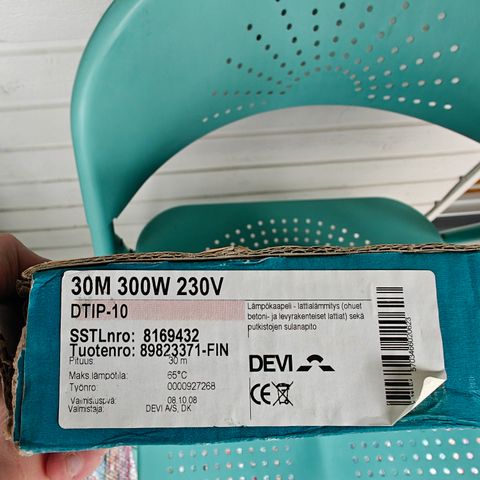 30M 300W 230V
DTIP-10
SSTLnro: 8169432
Tuotenro: 89823371-FIN
Pituus: 30 m
Maks.lämpötila: 65°C
Työnro: 0000927268
Valmistuspvä: 08.10.08
Valmistaja: DEVI A/S, DK
Lämpökaapeli - lattialämmitys (ohuet
betoni- ja levyrakenteiset lattiat) sekä
putkistojen sulanapito
DEVI
CE